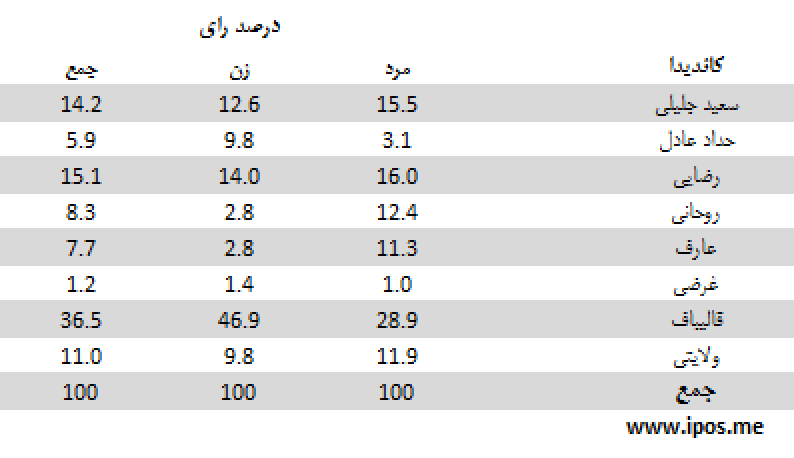 درصد رای
کاندیدا مرد زن جمع
سعید جلیلی 15.5 12.6 14.2
حداد عادل 3.1 9.8 5.9
رضایی 16.0 14.0 15.1
روحانی 12.4 2.8 8.3
عارف 11.3 2.8 7.7
غرضی 1.0 1.4 1.2
قالیباف 28.9 46.9 36.5
ولایتی 11.9 9.8 11.0
جمع 100 100 100
www.ipos.me